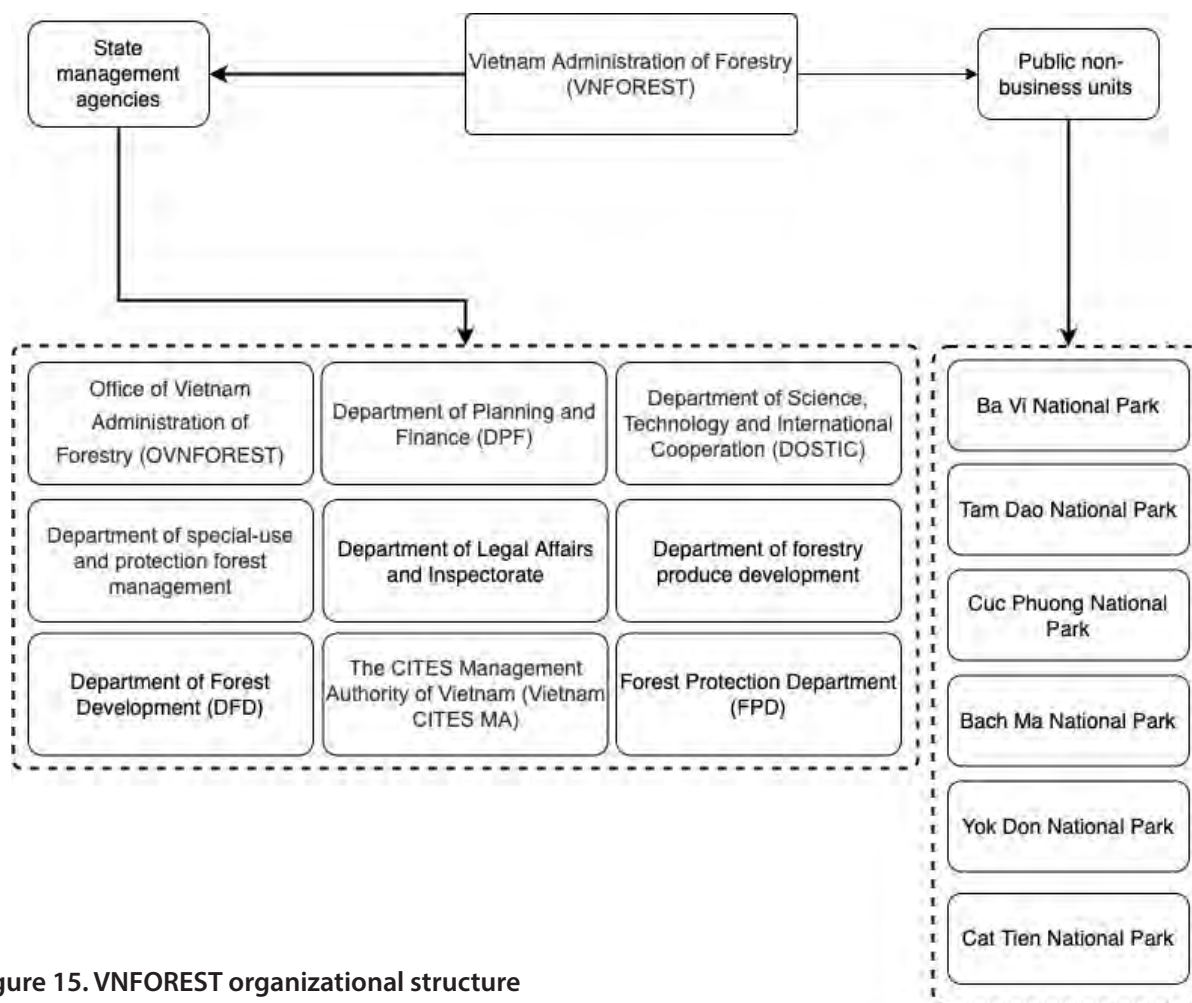 State
management
agencies
Vietnam Administration of Forestry
(VNFOREST)
Public non-
business units
Office of Vietnam
Administration of
Forestry (OVNFOREST)
Department of Planning and
Finance (DPF)
Department of Science,
Technology and International
Cooperation (DOSTIC)
Department of special-use
and protection forest
management
Department of Legal Affairs
and Inspectorate
Department of forestry
produce development
Department of Forest
Development (DFD)
The CITES Management
Authority of Vietnam (Vietnam
CITES MA)
Forest Protection Department
(FPD)
Ba Vi National Park
Tam Dao National Park
Cuc Phuong National
Park
Bach Ma National Park
Yok Don National Park
Cat Tien National Park
gure 15. VNFOREST organizational structure